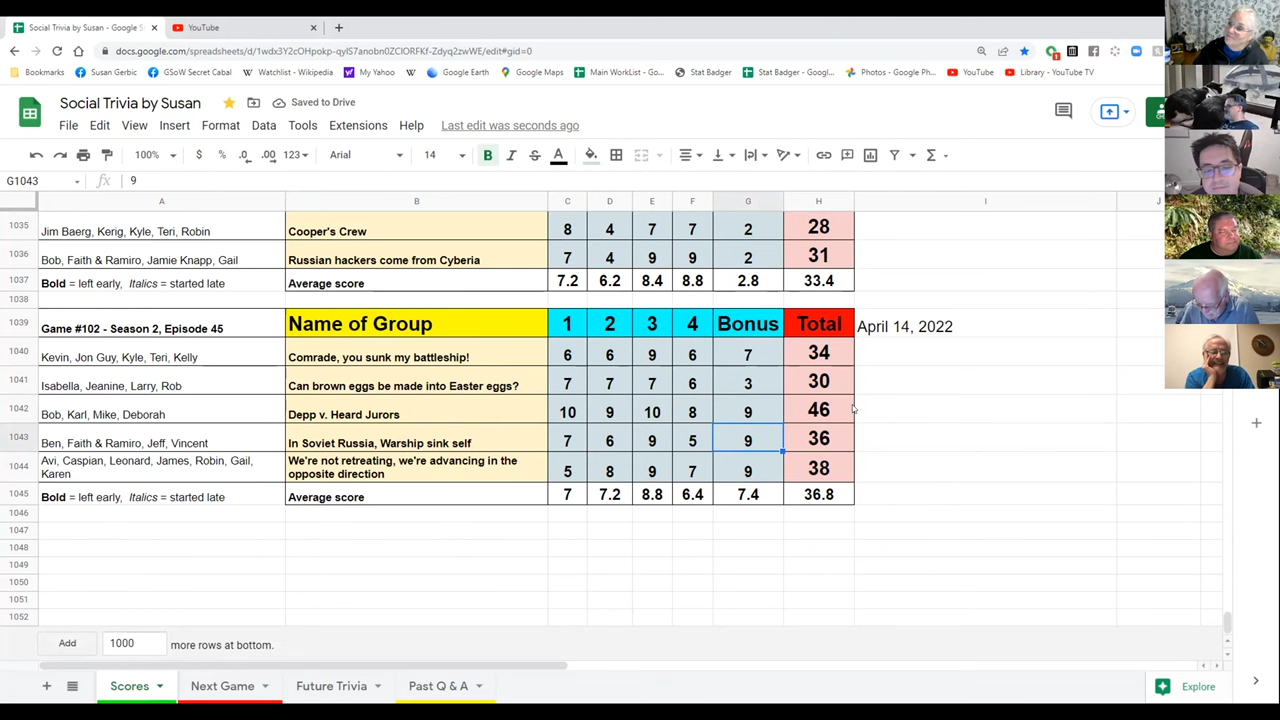 Social Trivia by Susan - Google S
YouTube
docs.google.com/spreadsheets/d/
Bookmarks Susan Gerbic GSoW Secret Cabal Watchlist - Wikipedia My Yahoo Google Earth Google Maps Main WorkList - Go... Stat Badger Stat Badger - Googl... Photos - Google Ph... YouTube Library - YouTube TV
Social Trivia by Susan Saved to Drive
File Edit View Insert Format Data Tools Extensions Help Last edit was seconds ago
100% $ % .0 .00 123 Arial 14 B I S A
G1043 fx 9
A B C D E F G H I J
1035 Jim Baerg, Kerig, Kyle, Teri, Robin Cooper's Crew 8 4 7 7 2 28
1036 Bob, Faith & Ramiro, Jamie Knapp, Gail Russian hackers come from Cyberia 7 4 9 9 2 31
1037 Bold = left early, Italics = started late Average score 7.2 6.2 8.4 8.8 2.8 33.4
1038
1039 Game #102 - Season 2, Episode 45 Name of Group 1 2 3 4 Bonus Total April 14, 2022
1040 Kevin, Jon Guy, Kyle, Teri, Kelly Comrade, you sunk my battleship! 6 6 9 6 7 34
1041 Isabella, Jeanine, Larry, Rob Can brown eggs be made into Easter eggs? 7 7 7 6 3 30
1042 Bob, Karl, Mike, Deborah Depp v. Heard Jurors 10 9 10 8 9 46
1043 Ben, Faith & Ramiro, Jeff, Vincent In Soviet Russia, Warship sink self 7 6 9 5 9 36
1044 Avi, Caspian, Leonard, James, Robin, Gail, We're not retreating, we're advancing in the
Karen opposite direction 5 8 9 7 9 38
1045 Bold = left early, Italics = started late Average score 7 7.2 8.8 6.4 7.4 36.8
1046
1047
1048
1049
1050
1051
1052
Add 1000 more rows at bottom.
Scores Next Game Future Trivia Past Q & A Explore